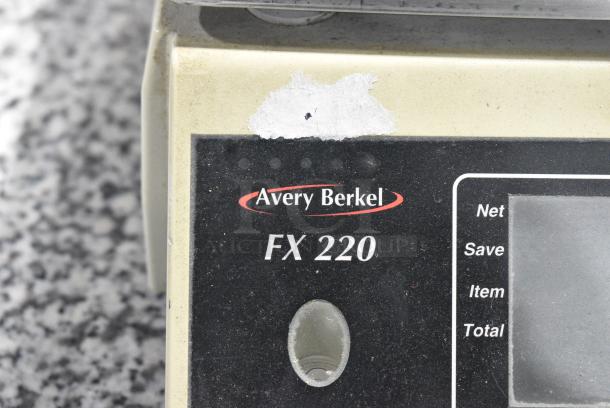 Avery Berkel
FX 220
Net
Save
Item
Total